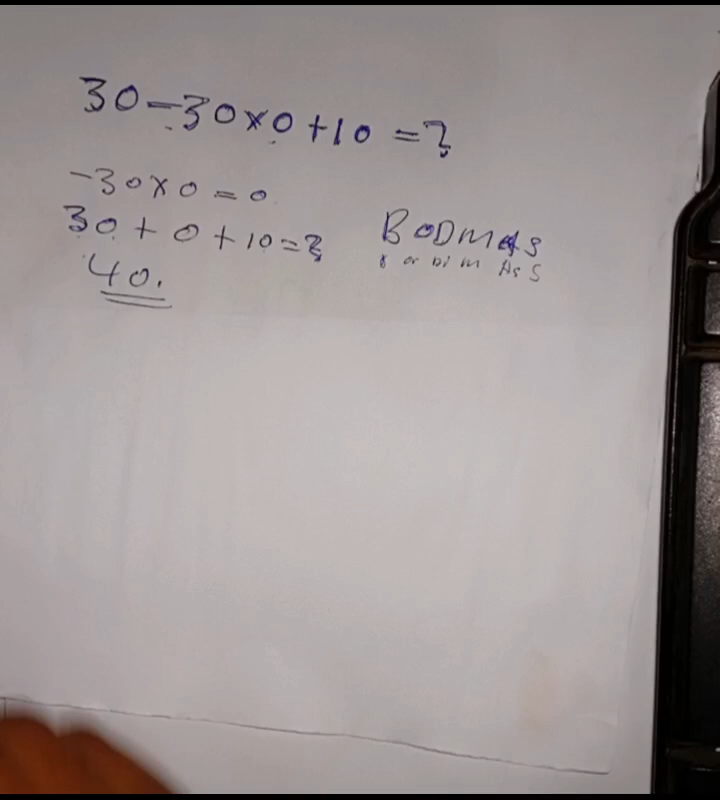 30-30×0+10 =?
-30×0 = 0
30 + 0 + 10=?
40.
BODMAS
or Di M As S